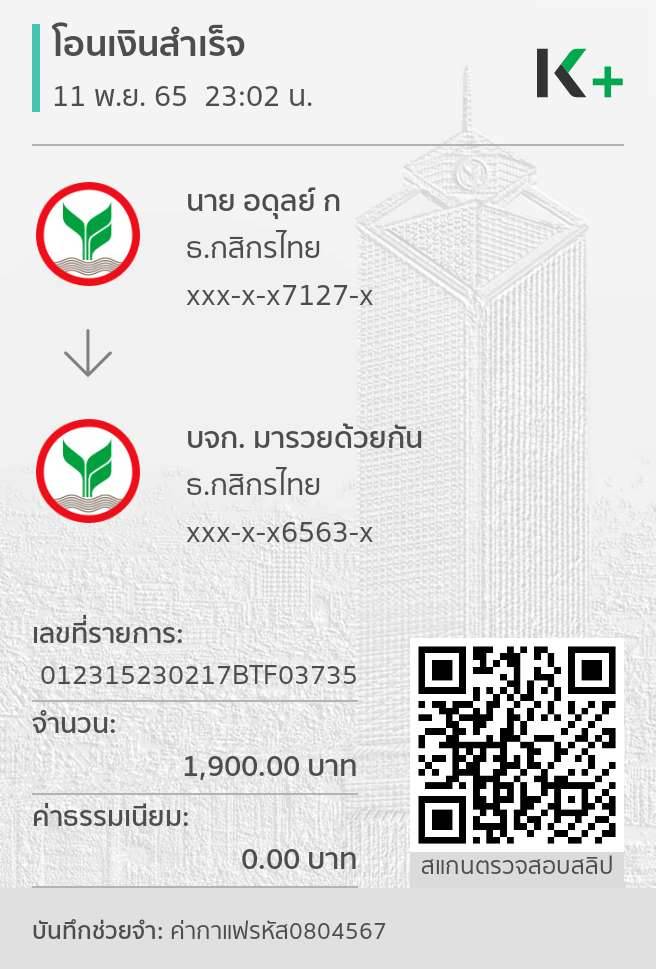 โอนเงินสำเร็จ
11 พ.ย. 65 23:02 น.
K+
นาย อดุลย์ ก
ธ.กสิกรไทย
xxx-x-x7127-x
บจก. มารวยด้วยกัน
ธ.กสิกรไทย
xxx-x-x6563-x
เลขที่รายการ:
012315230217BTF03735
จำนวน:
1,900.00 บาท
ค่าธรรมเนียม:
0.00 บาท
สแกนตรวจสอบสลิป
บันทึกช่วยจำ: ค่ากาแฟรหัส0804567